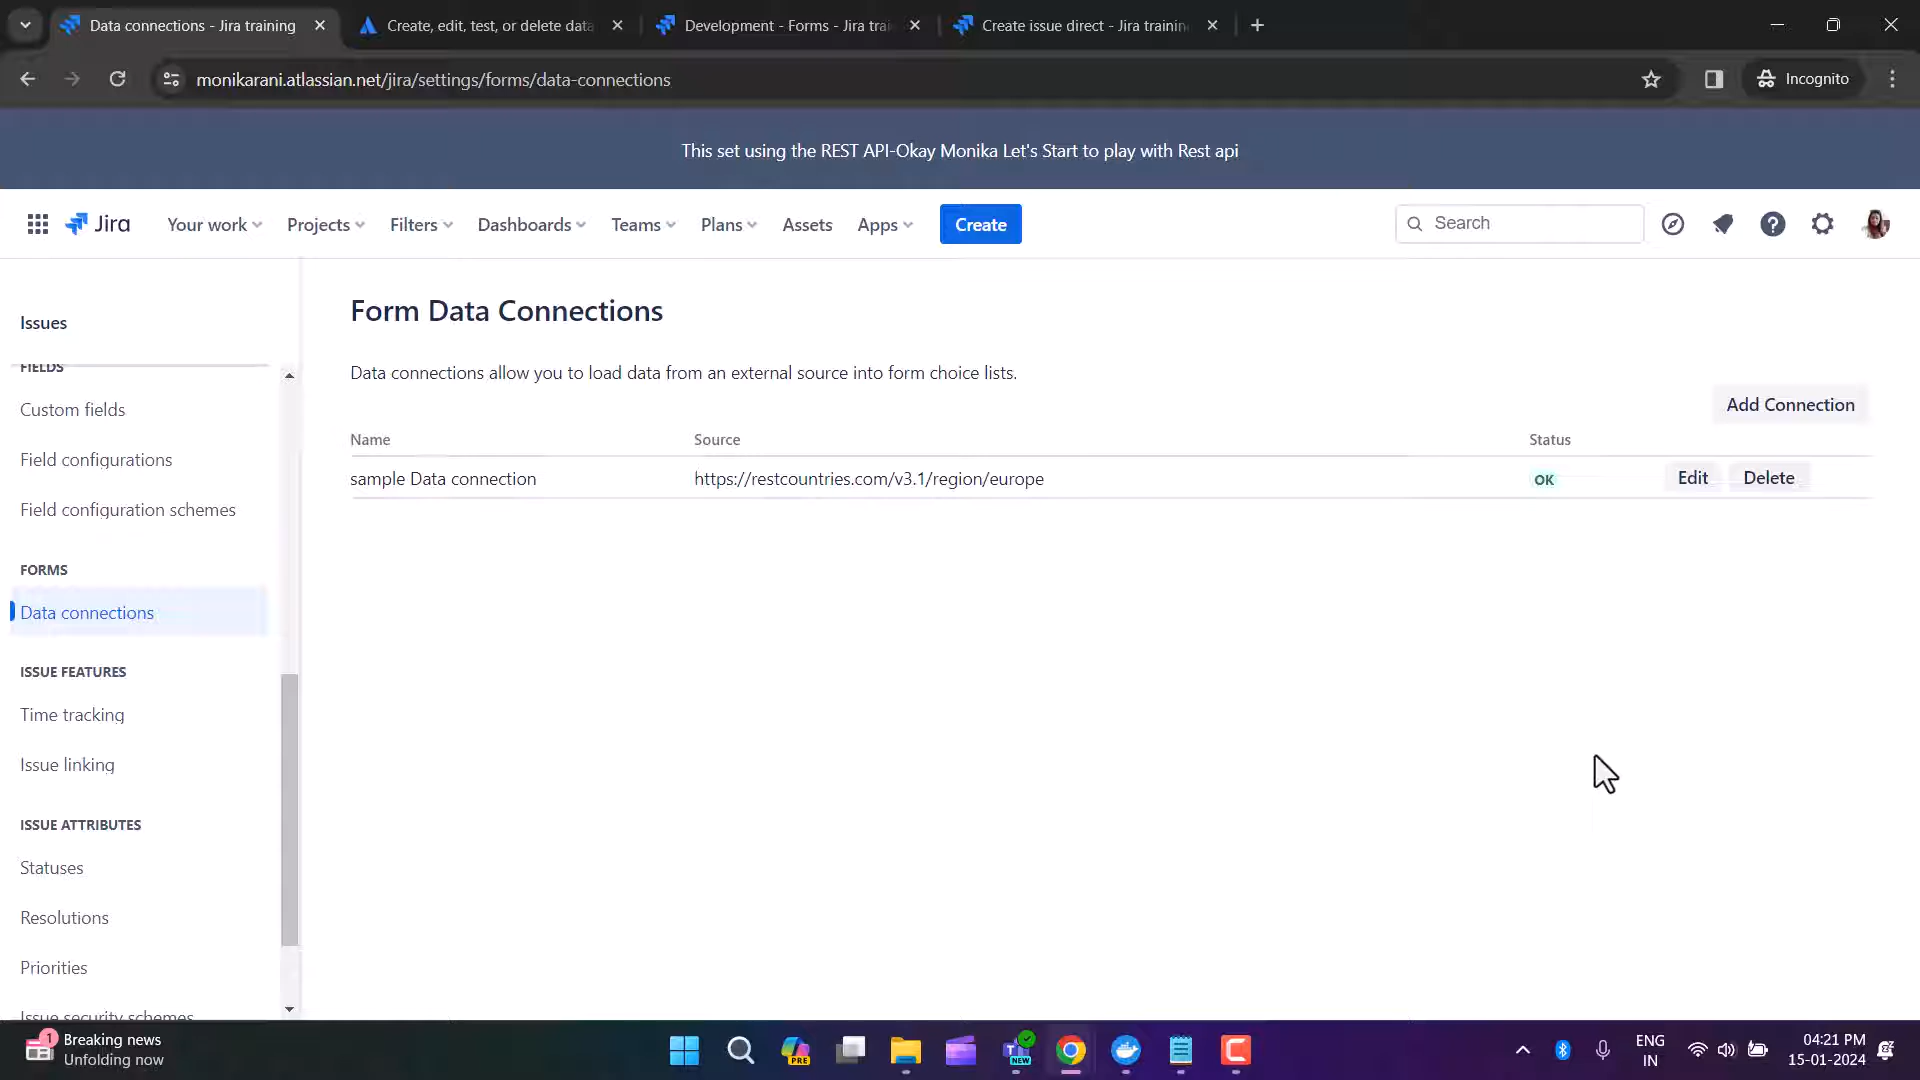 Data connections - Jira training
Create, edit, test, or delete data
Development - Forms - Jira trai
Create issue direct - Jira trainin
monikarani.atlassian.net/jira/settings/forms/data-connections
Incognito
This set using the REST API-Okay Monika Let's Start to play with Rest api
Jira
Your work
Projects
Filters
Dashboards
Teams
Plans
Assets
Apps
Create
Search
Issues
FIELDS
Custom fields
Field configurations
Field configuration schemes
FORMS
Data connections
ISSUE FEATURES
Time tracking
Issue linking
ISSUE ATTRIBUTES
Statuses
Resolutions
Priorities
Issue security schemes
Form Data Connections
Data connections allow you to load data from an external source into form choice lists.
Add Connection
Name Source Status
sample Data connection https://restcountries.com/v3.1/region/europe OK Edit Delete
1
Breaking news
Unfolding now
PRE
NEW
ENG
IN
04:21 PM
15-01-2024